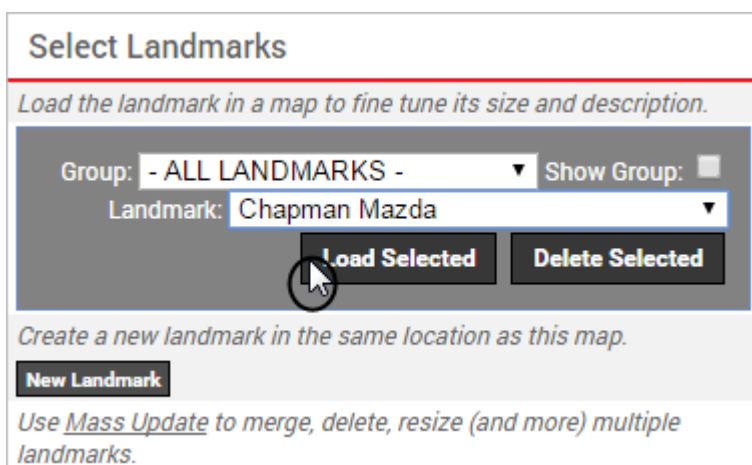 Select Landmarks
Load the landmark in a map to fine tune its size and description.
Group: - ALL LANDMARKS - Show Group:
Landmark: Chapman Mazda
Load Selected Delete Selected
Create a new landmark in the same location as this map.
New Landmark
Use Mass Update to merge, delete, resize (and more) multiple
landmarks.